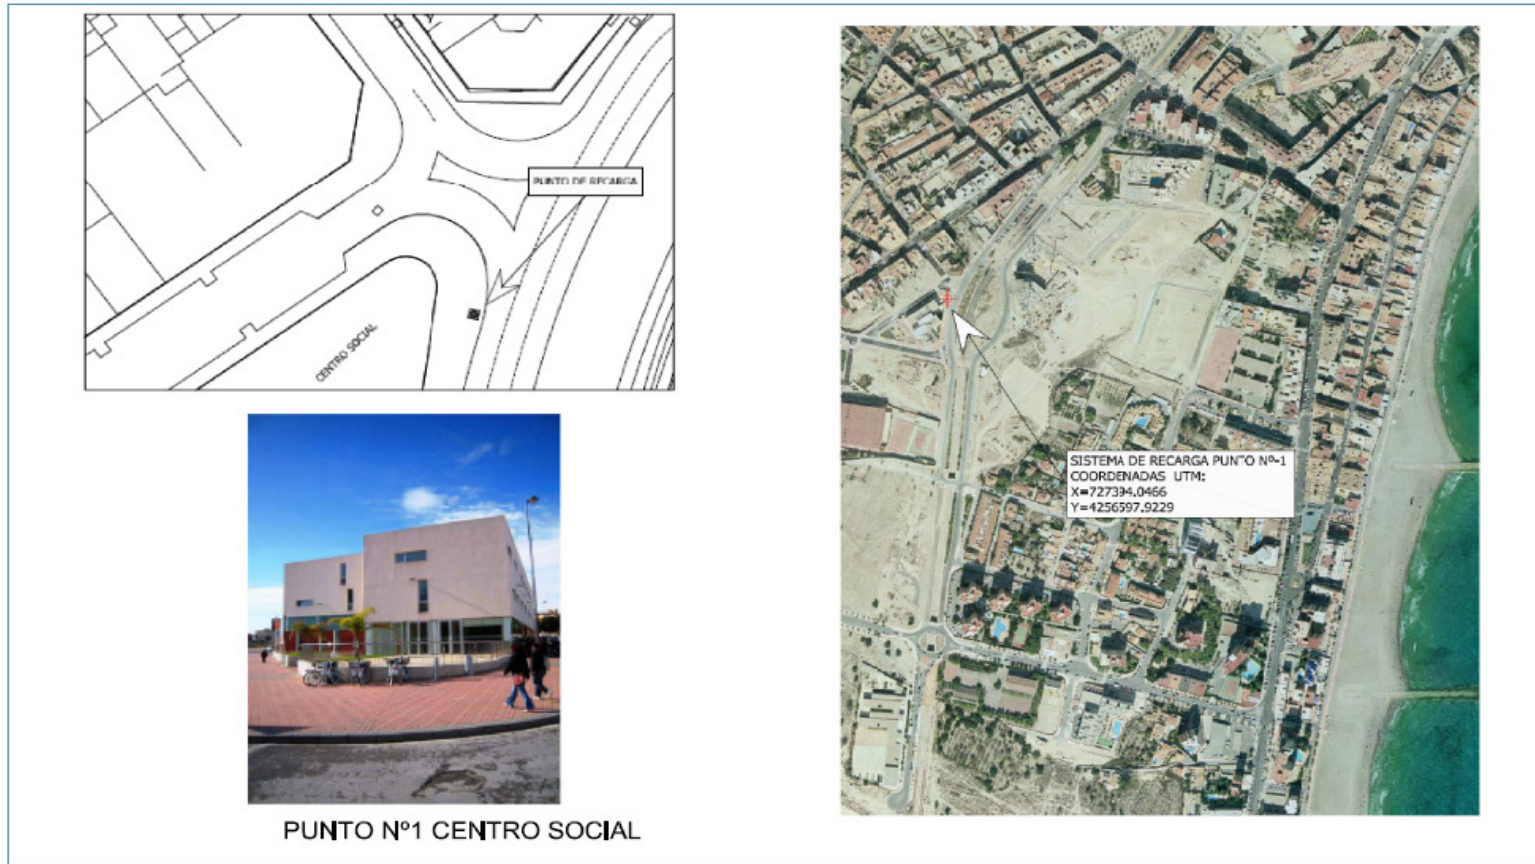 PUNTO DE RECARGA
CENTRO SOCIAL
PUNTO Nº1 CENTRO SOCIAL
SISTEMA DE RECARGA PUNTO Nº-1
COORDENADAS UTM:
X=727394,0466
Y=4256597,9229